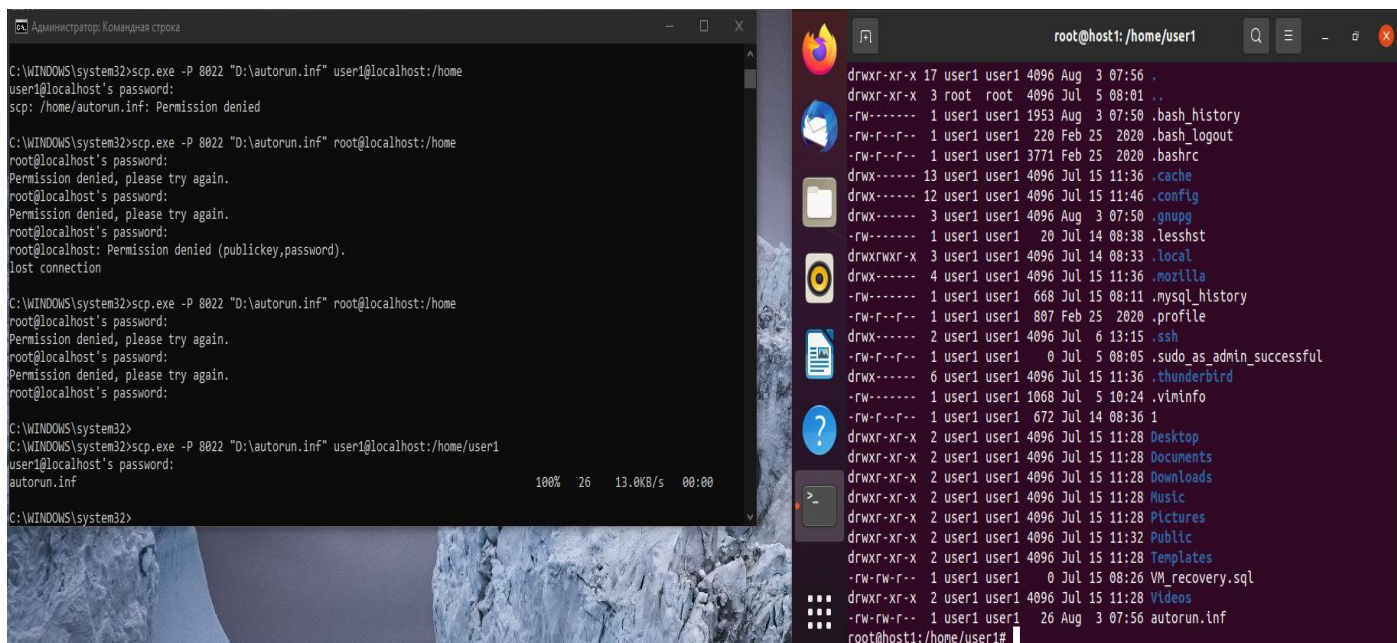 Администратор: Командная строка
C:\WINDOWS\system32>scp.exe -P 8022 "D:\autorun.inf" user1@localhost:/home
user1@localhost's password:
scp: /home/autorun.inf: Permission denied
C:\WINDOWS\system32>scp.exe -P 8022 "D:\autorun.inf" root@localhost:/home
root@localhost's password:
Permission denied, please try again.
root@localhost's password:
Permission denied, please try again.
root@localhost's password:
root@localhost: Permission denied (publickey,password).
lost connection
C:\WINDOWS\system32>scp.exe -P 8022 "D:\autorun.inf" root@localhost:/home
root@localhost's password:
Permission denied, please try again.
root@localhost's password:
Permission denied, please try again.
root@localhost's password:
C:\WINDOWS\system32>
C:\WINDOWS\system32>scp.exe -P 8022 "D:\autorun.inf" user1@localhost:/home/user1
user1@localhost's password:
autorun.inf 100% 26 13.0KB/s 00:00
C:\WINDOWS\system32>
root@host1: /home/user1
drwxr-xr-x 17 user1 user1 4096 Aug 3 07:56 .
drwxr-xr-x 3 root root 4096 Jul 5 08:01 ..
-rw------- 1 user1 user1 1953 Aug 3 07:50 .bash_history
-rw-r--r-- 1 user1 user1 220 Feb 25 2020 .bash_logout
-rw-r--r-- 1 user1 user1 3771 Feb 25 2020 .bashrc
drwx------ 13 user1 user1 4096 Jul 15 11:36 .cache
drwx------ 12 user1 user1 4096 Jul 15 11:46 .config
drwx------ 3 user1 user1 4096 Aug 3 07:50 .gnupg
-rw------- 1 user1 user1 20 Jul 14 08:38 .lesshst
drwxrwxr-x 3 user1 user1 4096 Jul 14 08:33 .local
drwx------ 4 user1 user1 4096 Jul 15 11:36 .mozilla
-rw------- 1 user1 user1 668 Jul 15 08:11 .mysql_history
-rw-r--r-- 1 user1 user1 807 Feb 25 2020 .profile
drwx------ 2 user1 user1 4096 Jul 6 13:15 .ssh
-rw-r--r-- 1 user1 user1 0 Jul 5 08:05 .sudo_as_admin_successful
drwx------ 6 user1 user1 4096 Jul 15 11:36 .thunderbird
-rw------- 1 user1 user1 1068 Jul 5 10:24 .viminfo
-rw-r--r-- 1 user1 user1 672 Jul 14 08:36 1
drwxr-xr-x 2 user1 user1 4096 Jul 15 11:28 Desktop
drwxr-xr-x 2 user1 user1 4096 Jul 15 11:28 Documents
drwxr-xr-x 2 user1 user1 4096 Jul 15 11:28 Downloads
drwxr-xr-x 2 user1 user1 4096 Jul 15 11:28 Music
drwxr-xr-x 2 user1 user1 4096 Jul 15 11:28 Pictures
drwxr-xr-x 2 user1 user1 4096 Jul 15 11:32 Public
drwxr-xr-x 2 user1 user1 4096 Jul 15 11:28 Templates
-rw-rw-r-- 1 user1 user1 0 Jul 15 08:26 VM_recovery.sql
drwxr-xr-x 2 user1 user1 4096 Jul 15 11:28 Videos
-rw-rw-r-- 1 user1 user1 26 Aug 3 07:56 autorun.inf
root@host1:/home/user1#